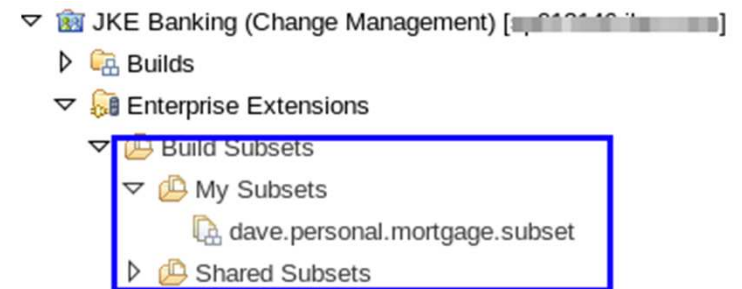 JKE Banking (Change Management) [
Builds
Enterprise Extensions
Build Subsets
My Subsets
dave.personal.mortgage.subset
Shared Subsets